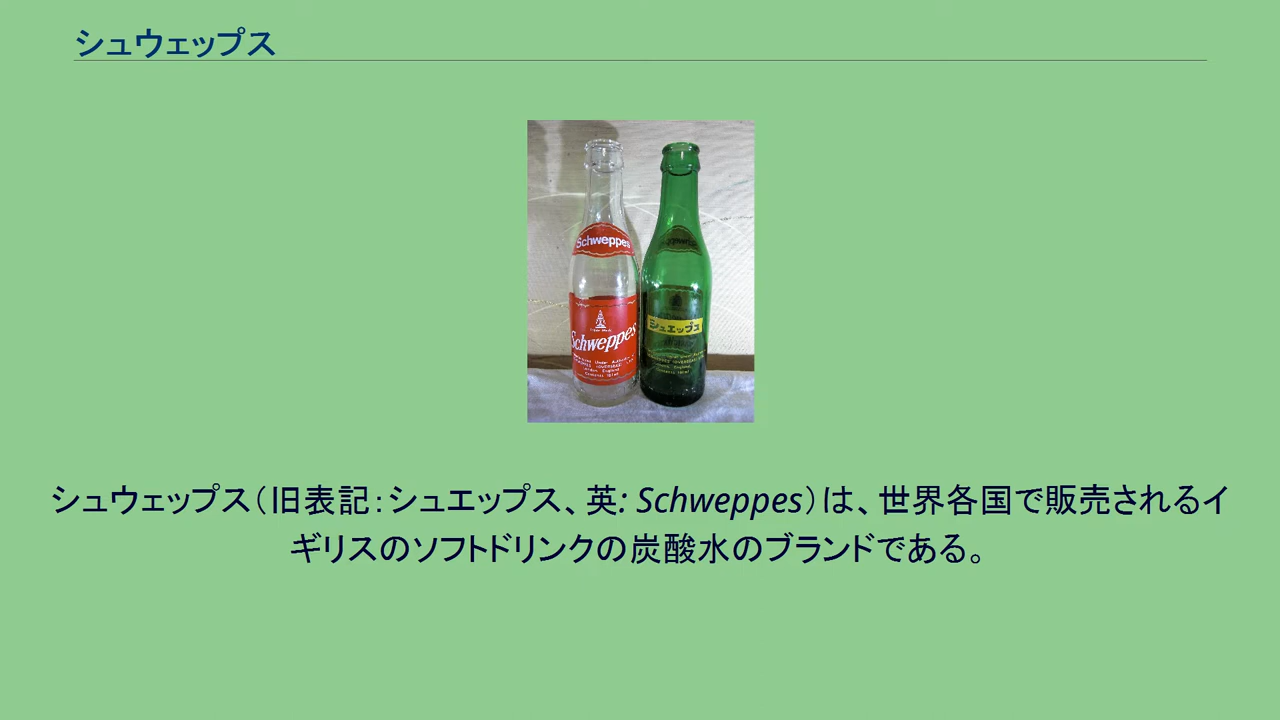 シュウェップス
Schweppes
Schweppes
シュエップス
シュウェップス（旧表記：シュエップス、英: Schweppes）は、世界各国で販売されるイ
ギリスのソフトドリンクの炭酸水のブランドである。